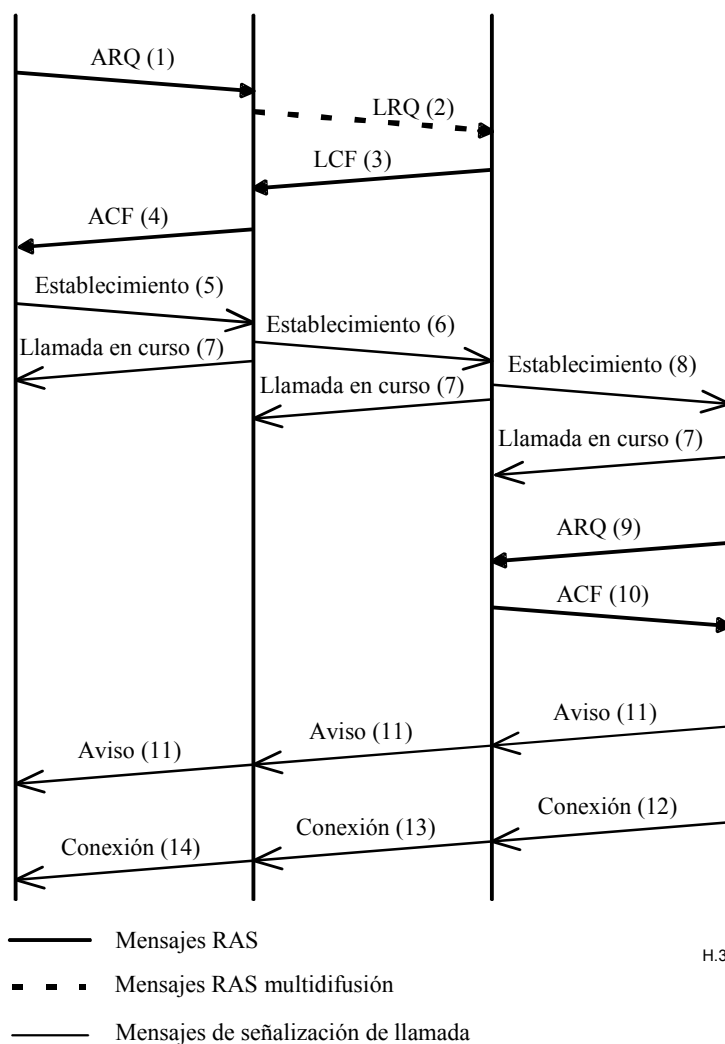 ARQ (1)
LRQ (2)
LCF (3)
ACF (4)
Establecimiento (5)
Establecimiento (6)
Llamada en curso (7)
Establecimiento (8)
Llamada en curso (7)
Llamada en curso (7)
ARQ (9)
ACF (10)
Aviso (11)
Aviso (11)
Aviso (11)
Conexión (12)
Conexión (13)
Conexión (14)
Mensajes RAS
H.3
Mensajes RAS multidifusión
Mensajes de señalización de llamada